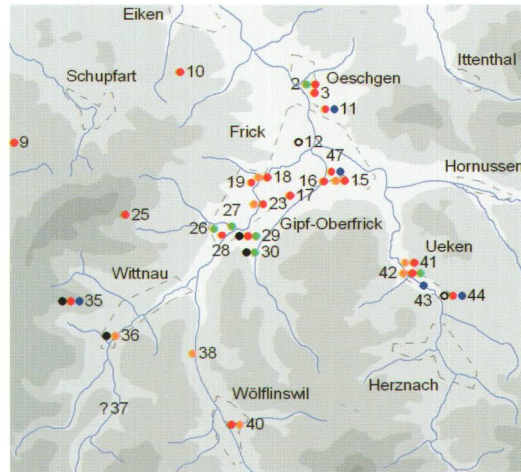 Eiken
Ittenthal
Schupfart
10
2
Oeschgen
3
11
9
Frick
12
47
Hornussen
19
18
16
15
17
25
23
27
26
Gipf-Oberfrick
29
28
30
Ueken
41
42
Wittnau
35
43
44
36
38
Herznach
?37
Wölflinswil
40